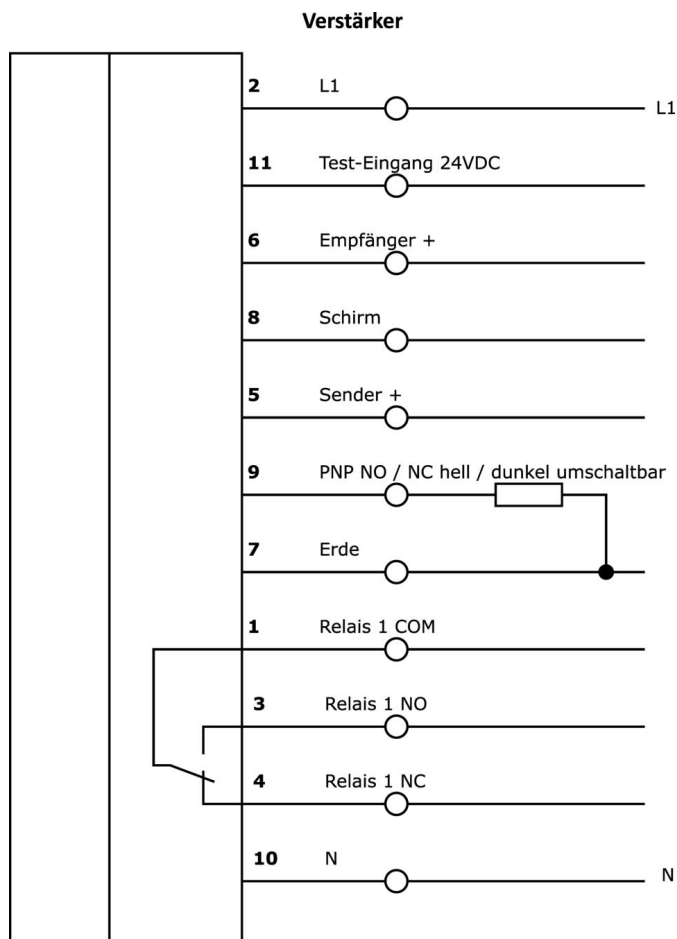 Verstärker
2 L1
L1
11 Test-Eingang 24VDC
6 Empfänger +
8 Schirm
5 Sender +
9 PNP NO / NC hell / dunkel umschaltbar
7 Erde
1 Relais 1 COM
3 Relais 1 NO
4 Relais 1 NC
10 N
N